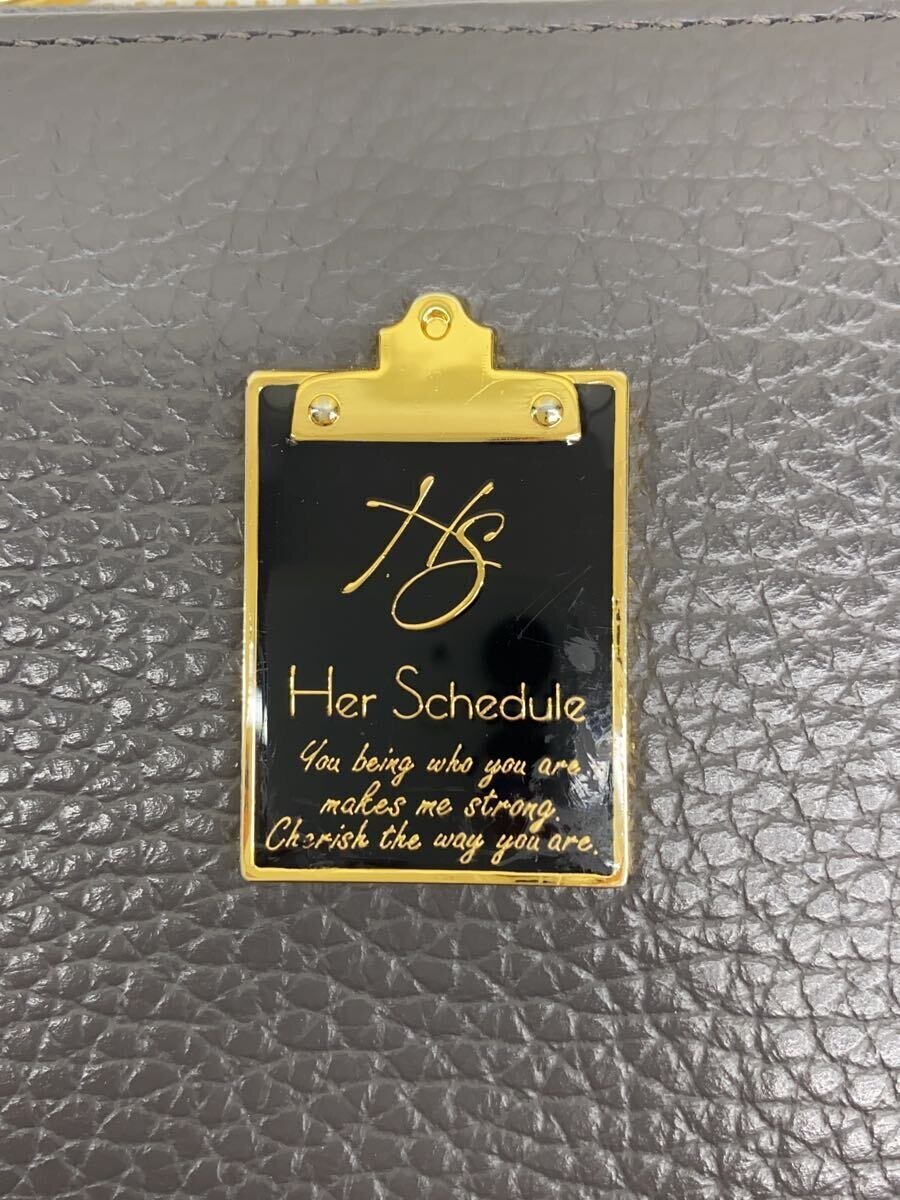 HS
Her Schedule
You being who you are
makes me strong.
Cherish the way you are.